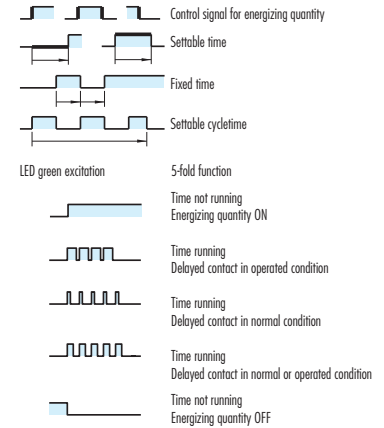 Control signal for energizing quantity
Settable time
Fixed time
Settable cycletime
LED green excitation 5-fold function
Time not running
Energizing quantity ON
Time running
Delayed contact in operated condition
Time running
Delayed contact in normal condition
Time running
Delayed contact in normal or operated condition
Time not running
Energizing quantity OFF